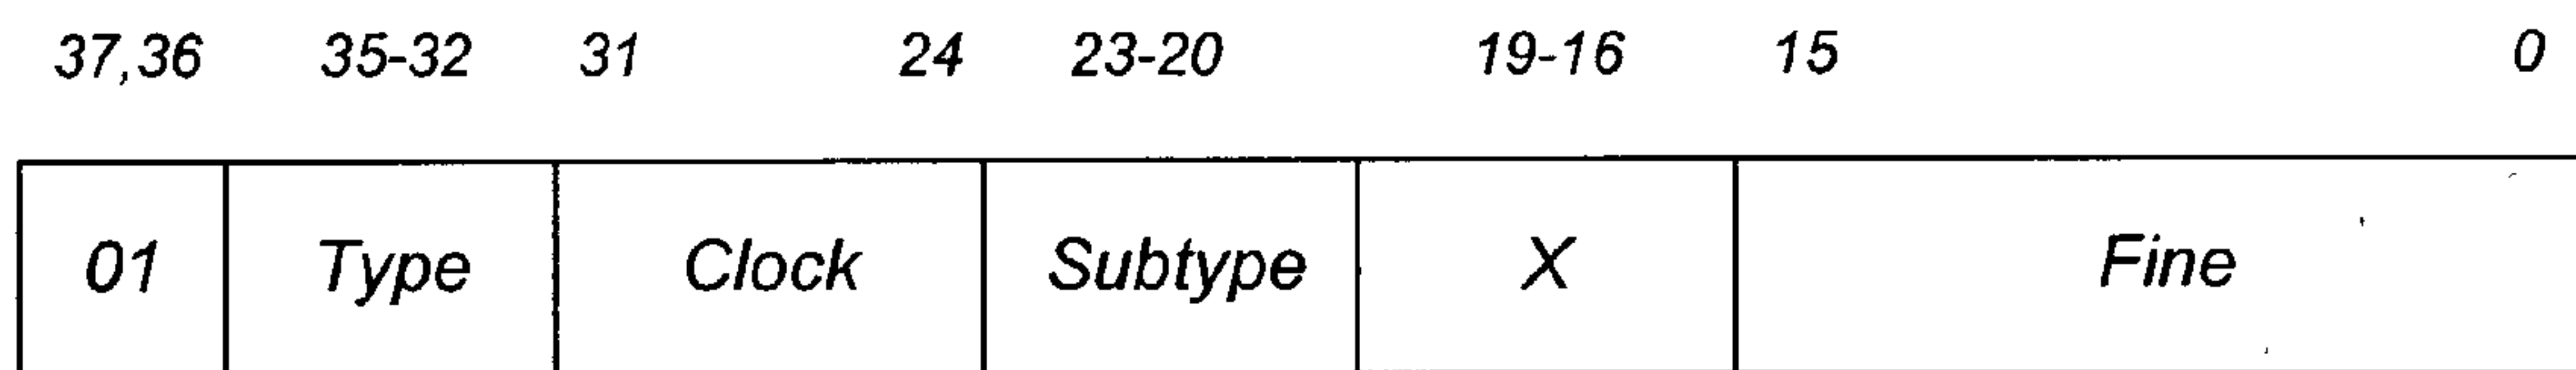 37,36 35-32 31 24 23-20 19-16 15 0
01 Type Clock Subtype X Fine